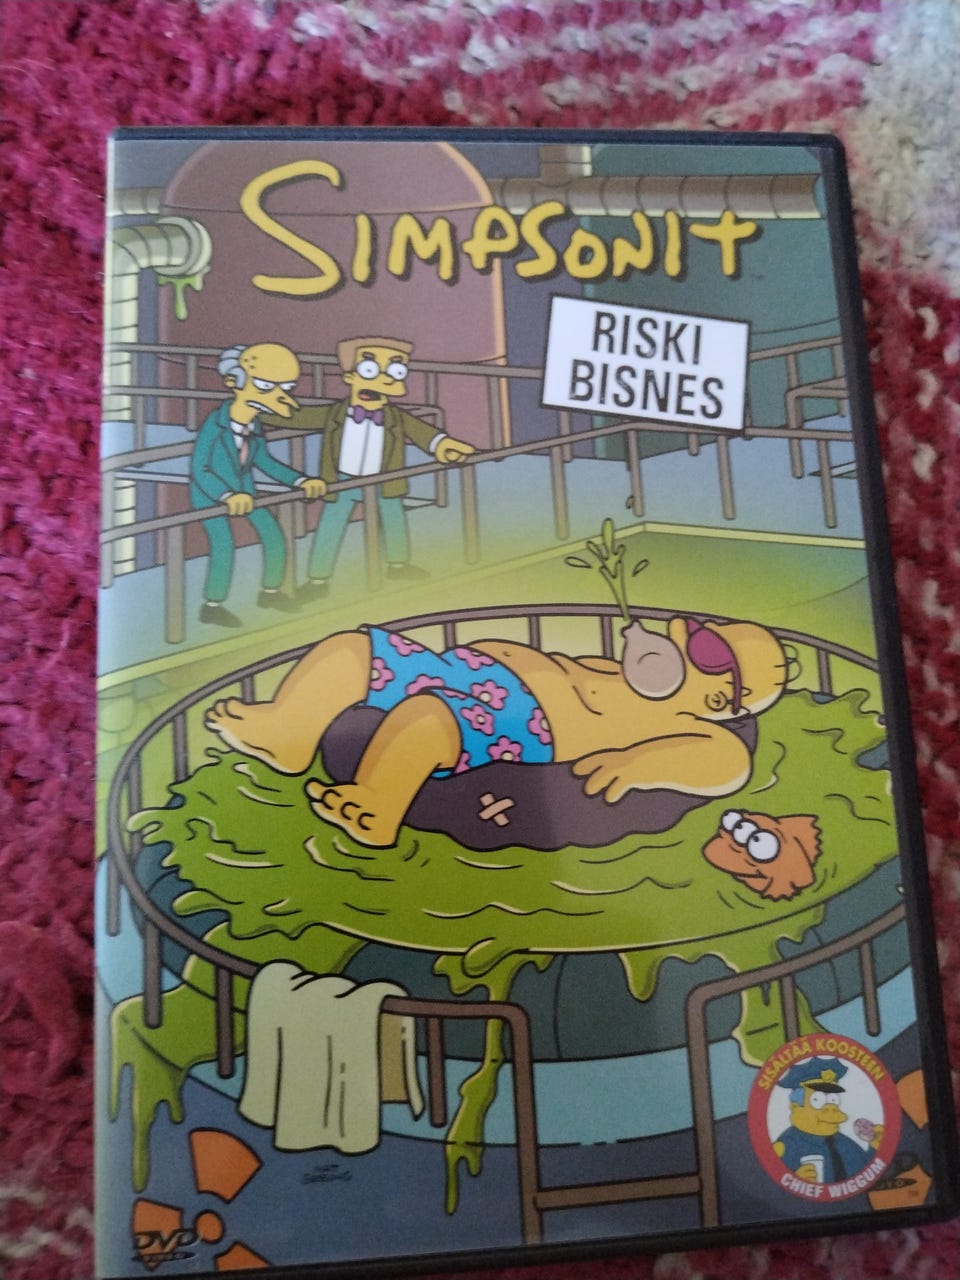 SIMPSONIT
RISKI
BISNES
SISÄLTÄÄ KOOSTEEN
CHIEF WIGGUM
DVD